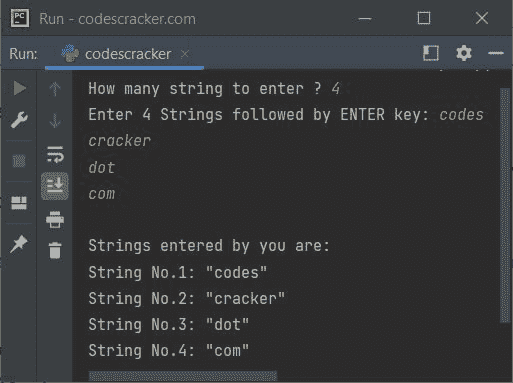 PC
Run - codescracker.com
Run:
codescracker
How many string to enter ? 4
Enter 4 Strings followed by ENTER key: codes
cracker
dot
com
Strings entered by you are:
String No.1: "codes"
String No.2: "cracker"
String No.3: "dot"
String No.4: "com"